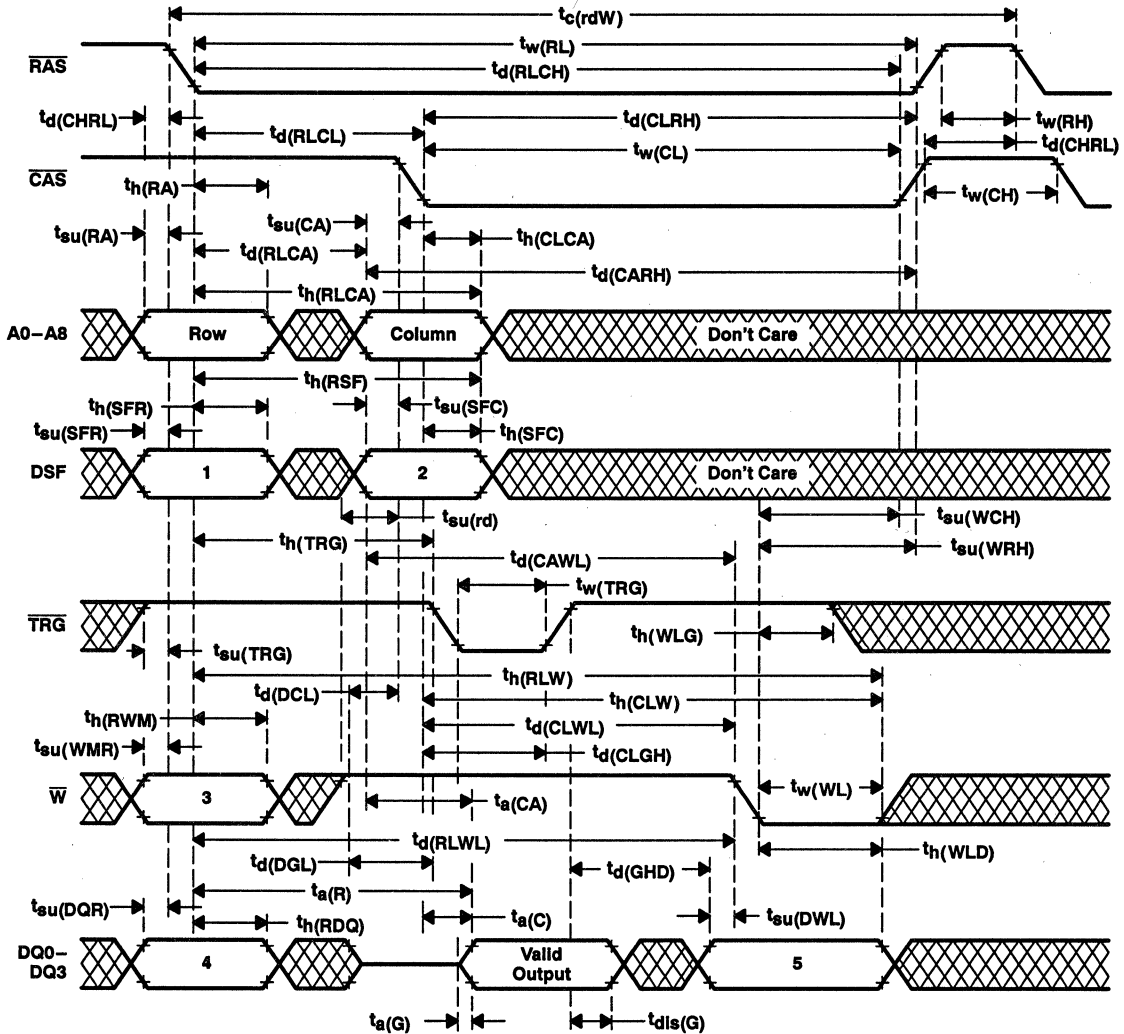 tc(rdW)
tw(RL)
RAS
td(RLCH)
td(CHRL)
td(RLCL)
td(CLRH)
tw(RH)
tw(CL)
td(CHRL)
CAS
th(RA)
tsu(CA)
tw(CH)
tsu(RA)
td(RLCA)
th(CLCA)
td(CARH)
th(RLCA)
A0–A8
Row
Column
Don't Care
th(RSF)
th(SFR)
tsu(SFC)
tsu(SFR)
th(SFC)
DSF
1
2
Don't Care
tsu(rd)
tsu(WCH)
th(TRG)
tsu(WRH)
td(CAWL)
tw(TRG)
TRG
th(WLG)
tsu(TRG)
th(RLW)
td(DCL)
th(CLW)
th(RWM)
td(CLWL)
tsu(WMR)
td(CLGH)
W
3
tw(WL)
ta(CA)
td(RLWL)
th(WLD)
td(DGL)
td(GHD)
ta(R)
tsu(DQR)
th(RDQ)
ta(C)
tsu(DWL)
DQ0–
DQ3
4
Valid
Output
5
ta(G)
tdis(G)